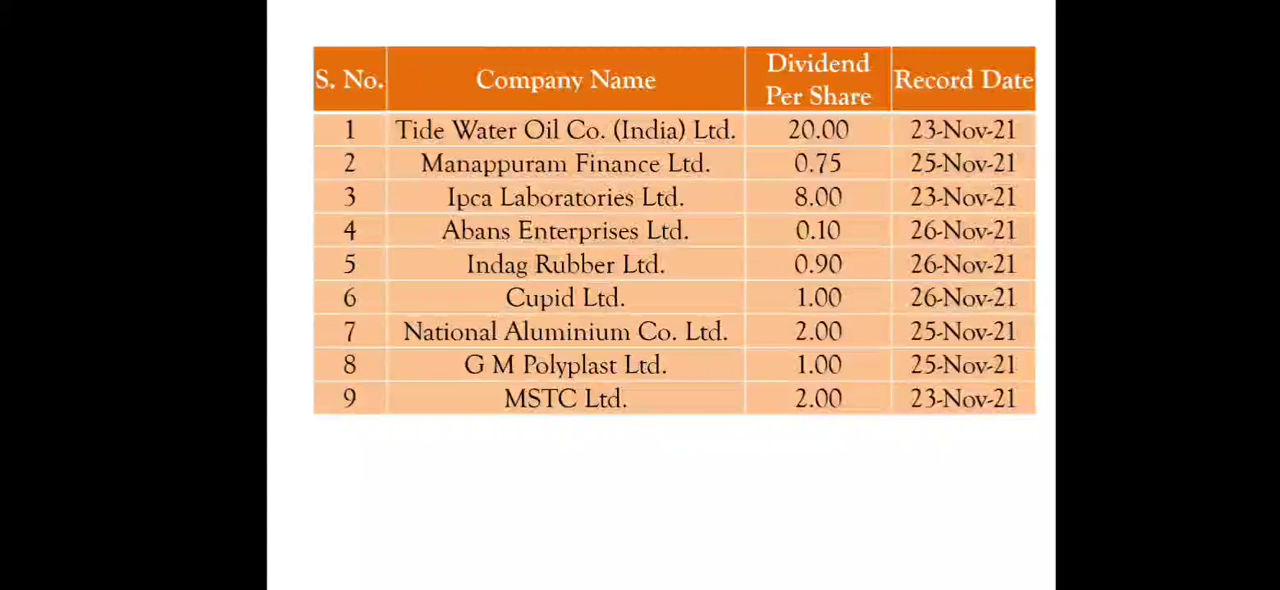 S. No. Company Name Dividend Per Share Record Date
1 Tide Water Oil Co. (India) Ltd. 20.00 23-Nov-21
2 Manappuram Finance Ltd. 0.75 25-Nov-21
3 Ipca Laboratories Ltd. 8.00 23-Nov-21
4 Abans Enterprises Ltd. 0.10 26-Nov-21
5 Indag Rubber Ltd. 0.90 26-Nov-21
6 Cupid Ltd. 1.00 26-Nov-21
7 National Aluminium Co. Ltd. 2.00 25-Nov-21
8 G M Polyplast Ltd. 1.00 25-Nov-21
9 MSTC Ltd. 2.00 23-Nov-21